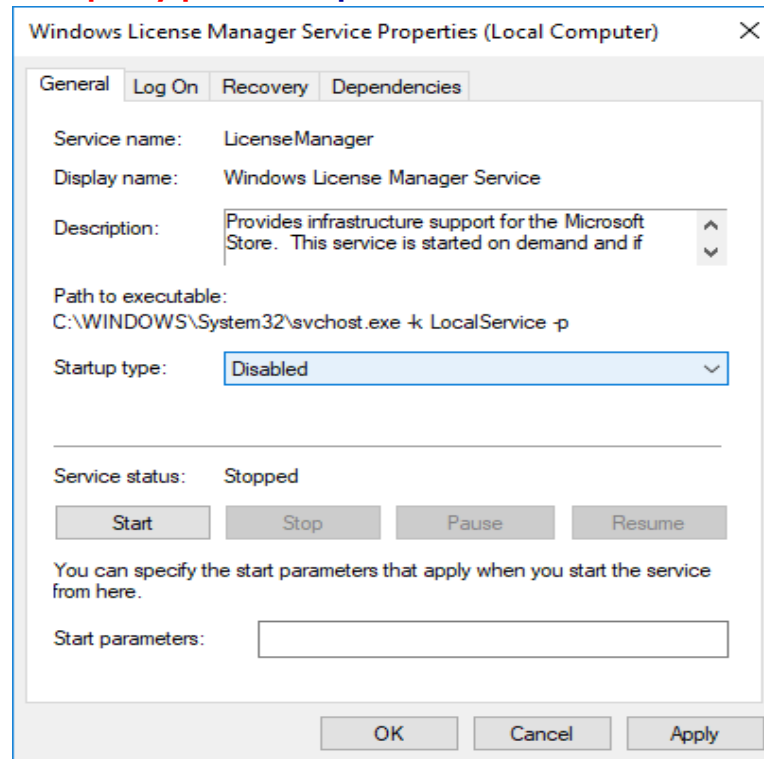 Windows License Manager Service Properties (Local Computer)
General Log On Recovery Dependencies
Service name: LicenseManager
Display name: Windows License Manager Service
Description: Provides infrastructure support for the Microsoft
Store. This service is started on demand and if
Path to executable:
C:\WINDOWS\System32\svchost.exe -k LocalService -p
Startup type: Disabled
Service status: Stopped
Start Stop Pause Resume
You can specify the start parameters that apply when you start the service
from here.
Start parameters:
OK Cancel Apply